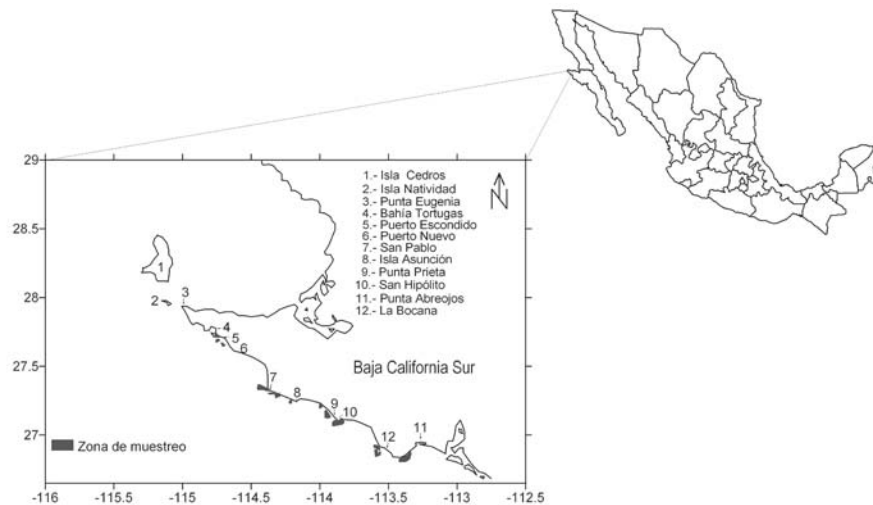 29
28.5
28
27.5
27
-116
-115.5
-115
-114.5
-114
-113.5
-113
-112.5
1.- Isla Cedros
2.- Isla Natividad
3.- Punta Eugenia
4.- Bahía Tortugas
5.- Puerto Escondido
6.- Puerto Nuevo
7.- San Pablo
8.- Isla Asunción
9.- Punta Prieta
10.- San Hipólito
11.- Punta Abreojos
12.- La Bocana
N
1
2
3
4
5
6
Baja California Sur
7
8
9
10
11
12
Zona de muestreo